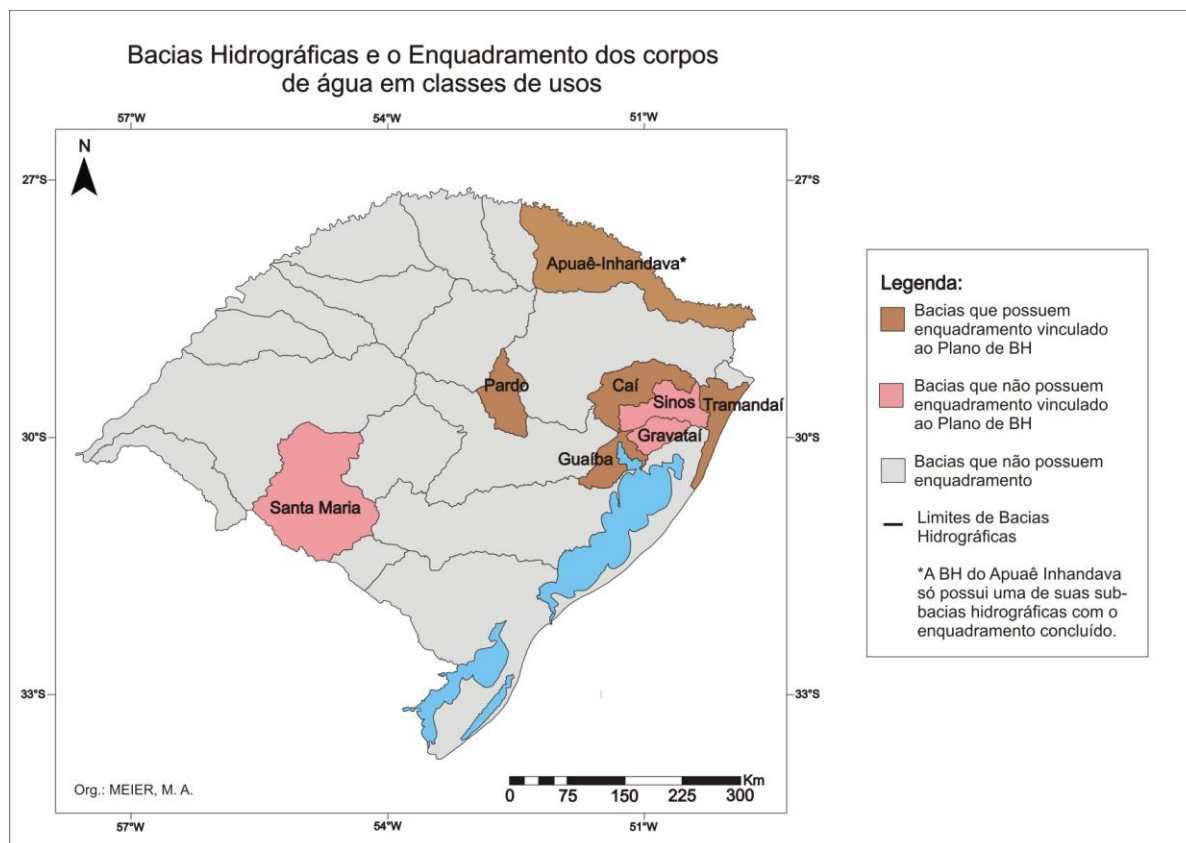 Bacias Hidrográficas e o Enquadramento dos corpos
de água em classes de usos
57°W
54°W
51°W
N
27°S
27°S
Apuaê-Inhandava*
Pardo
Caí
Sinos
Tramandaí
30°S
Gravataí
30°S
Guaíba
Santa Maria
33°S
33°S
Org.: MEIER, M. A.
Km
0 75 150 225 300
57°W
54°W
51°W
Legenda:
Bacias que possuem
enquadramento vinculado
ao Plano de BH
Bacias que não possuem
enquadramento vinculado
ao Plano de BH
Bacias que não possuem
enquadramento
Limites de Bacias
Hidrográficas
*A BH do Apuaê Inhandava
só possui uma de suas sub-
bacias hidrográficas com o
enquadramento concluído.